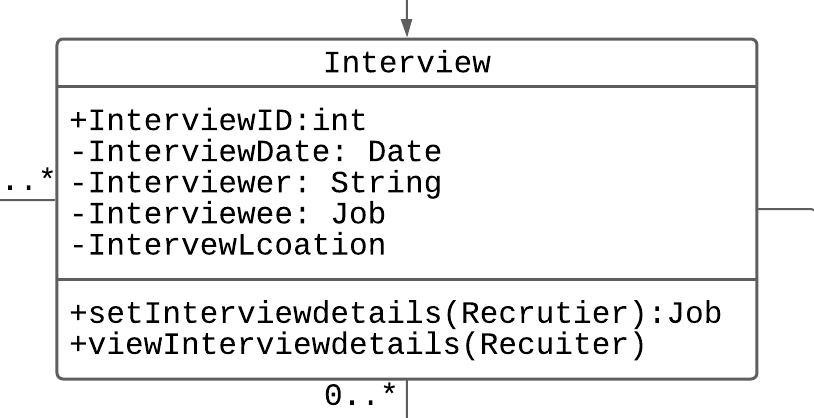 Interview
+InterviewID:int
-InterviewDate: Date
..*
-Interviewer: String
-Interviewee: Job
-IntervewLcoation
+setInterviewdetails(Recrutier):Job
+viewInterviewdetails(Recuiter)
0..*